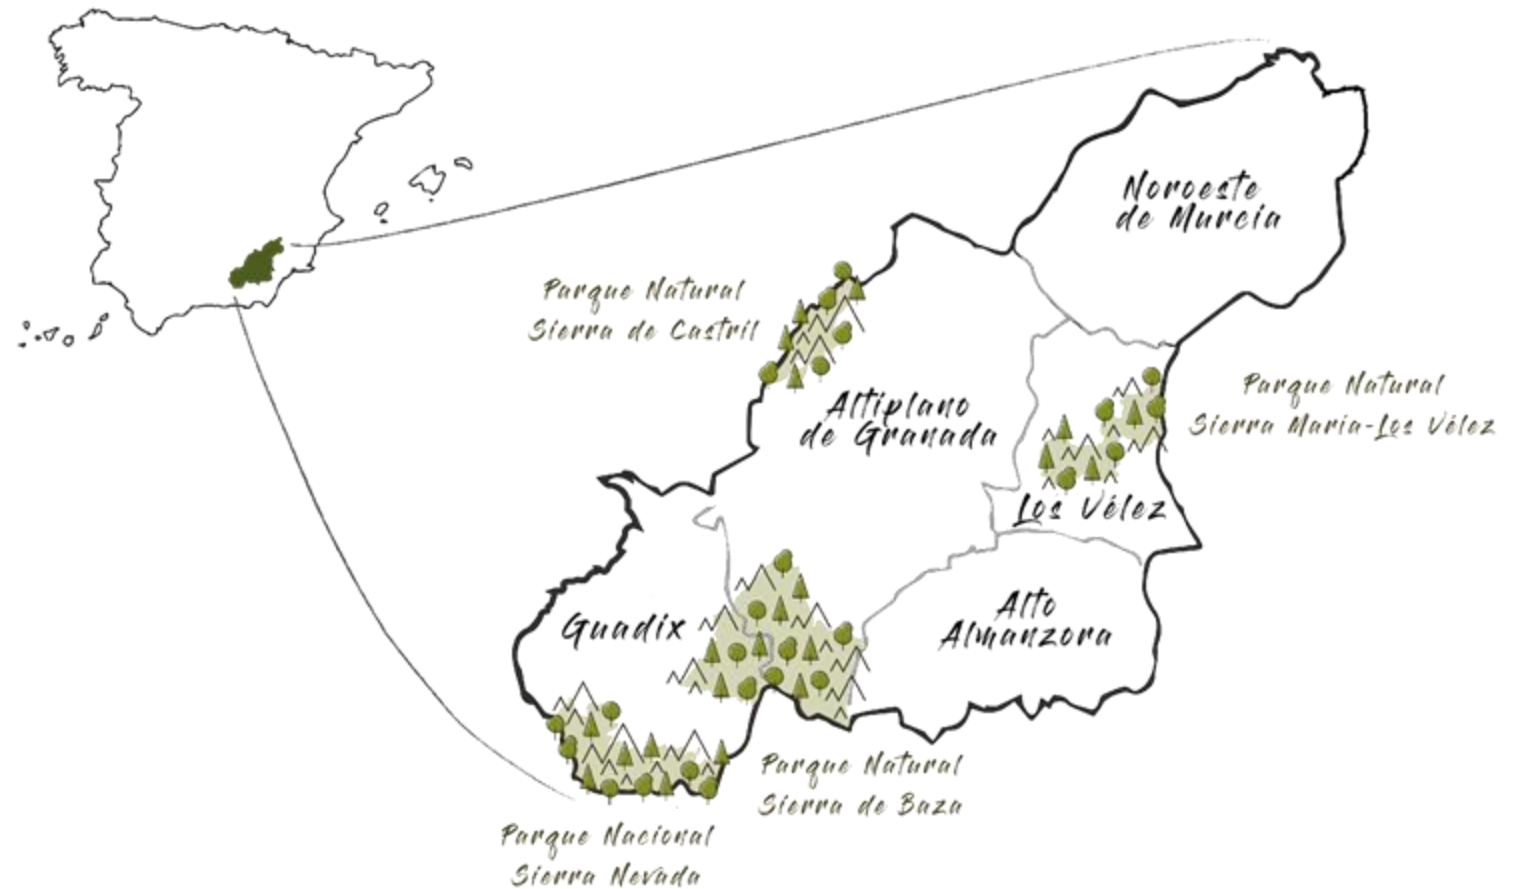 Noroeste
de Murcia
Parque Natural
Sierra de Castril
Altiplano
de Granada
Parque Natural
Sierra María-Los Vélez
Los Vélez
Guadix
Alto
Almanzora
Parque Natural
Sierra de Baza
Parque Nacional
Sierra Nevada